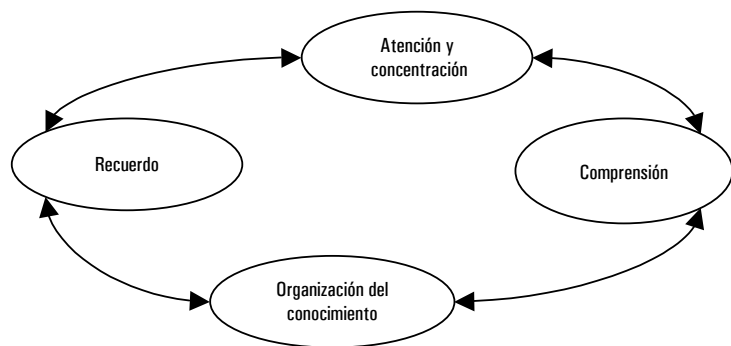 Atención y
concentración
Recuerdo
Comprensión
Organización del
conocimiento